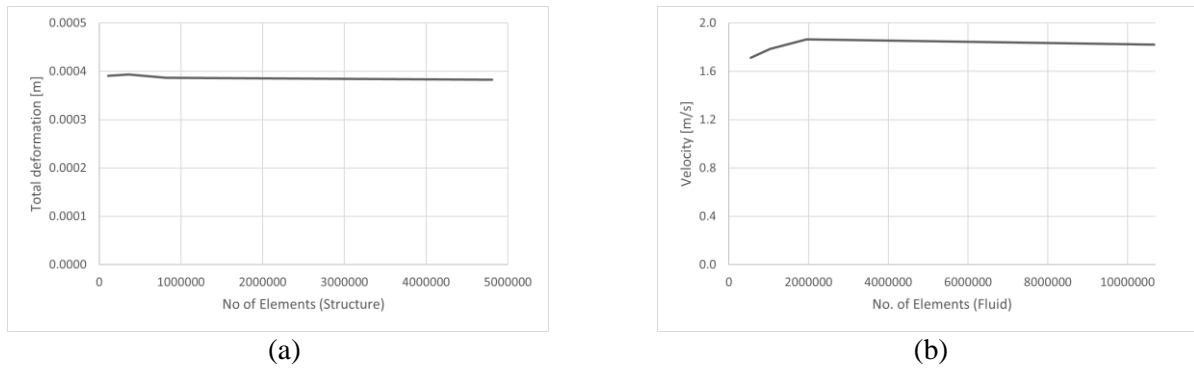 0.0005
0.0004
0.0003
0.0002
0.0001
0.0000
Total deformation [m]
0 1000000 2000000 3000000 4000000 5000000
No of Elements (Structure)
(a)
2.0
1.6
1.2
0.8
0.4
0.0
Velocity [m/s]
0 2000000 4000000 6000000 8000000 10000000
No. of Elements (Fluid)
(b)